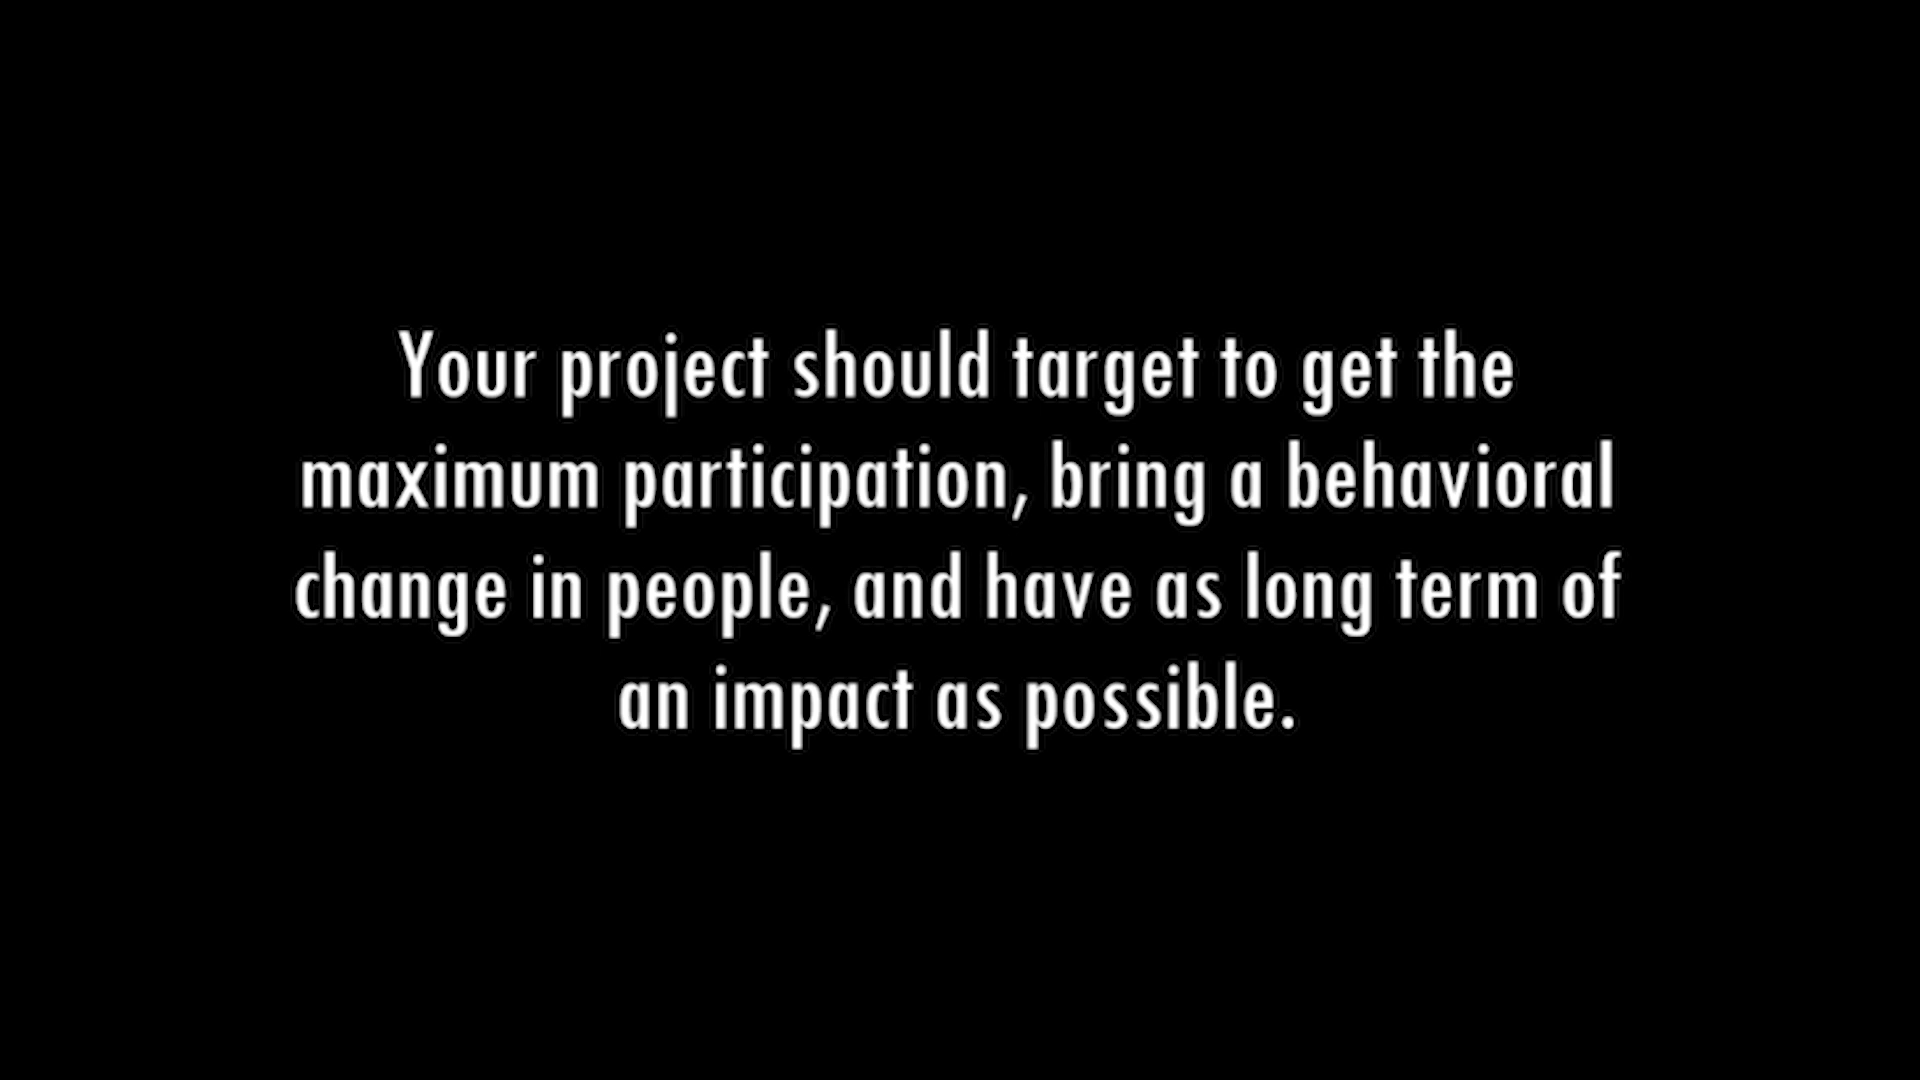 Your project should target to get the
maximum participation, bring a behavioral
change in people, and have as long term of
an impact as possible.